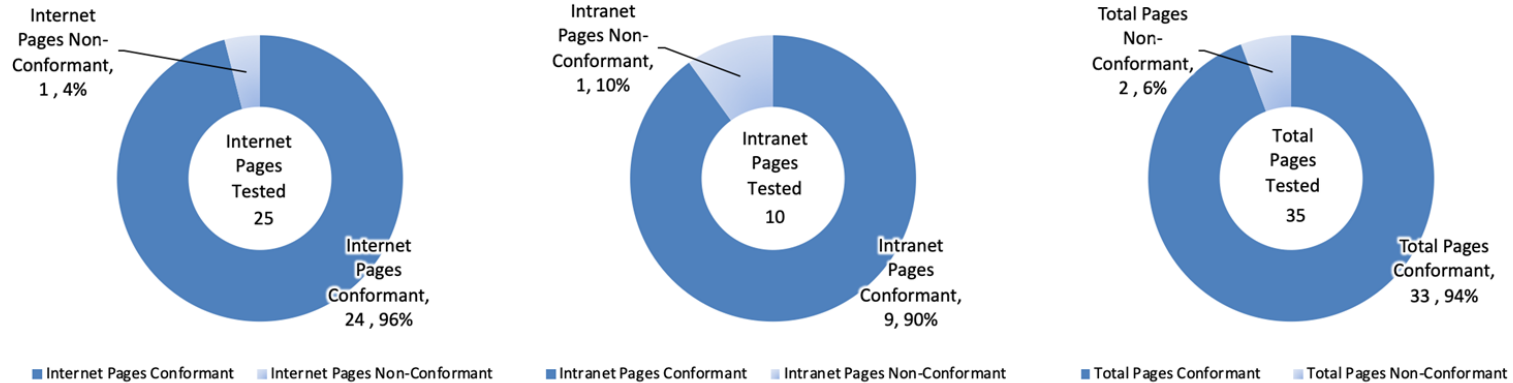 Internet
Pages Non-
Conformant,
1 , 4%
Internet
Pages
Tested
25
Internet
Pages
Conformant,
24 , 96%
Internet Pages Conformant
Internet Pages Non-Conformant
Intranet
Pages Non-
Conformant,
1, 10%
Intranet
Pages
Tested
10
Intranet
Pages
Conformant,
9, 90%
Intranet Pages Conformant
Intranet Pages Non-Conformant
Total Pages
Non-
Conformant,
2 , 6%
Total
Pages
Tested
35
Total Pages
Conformant,
33 , 94%
Total Pages Conformant
Total Pages Non-Conformant